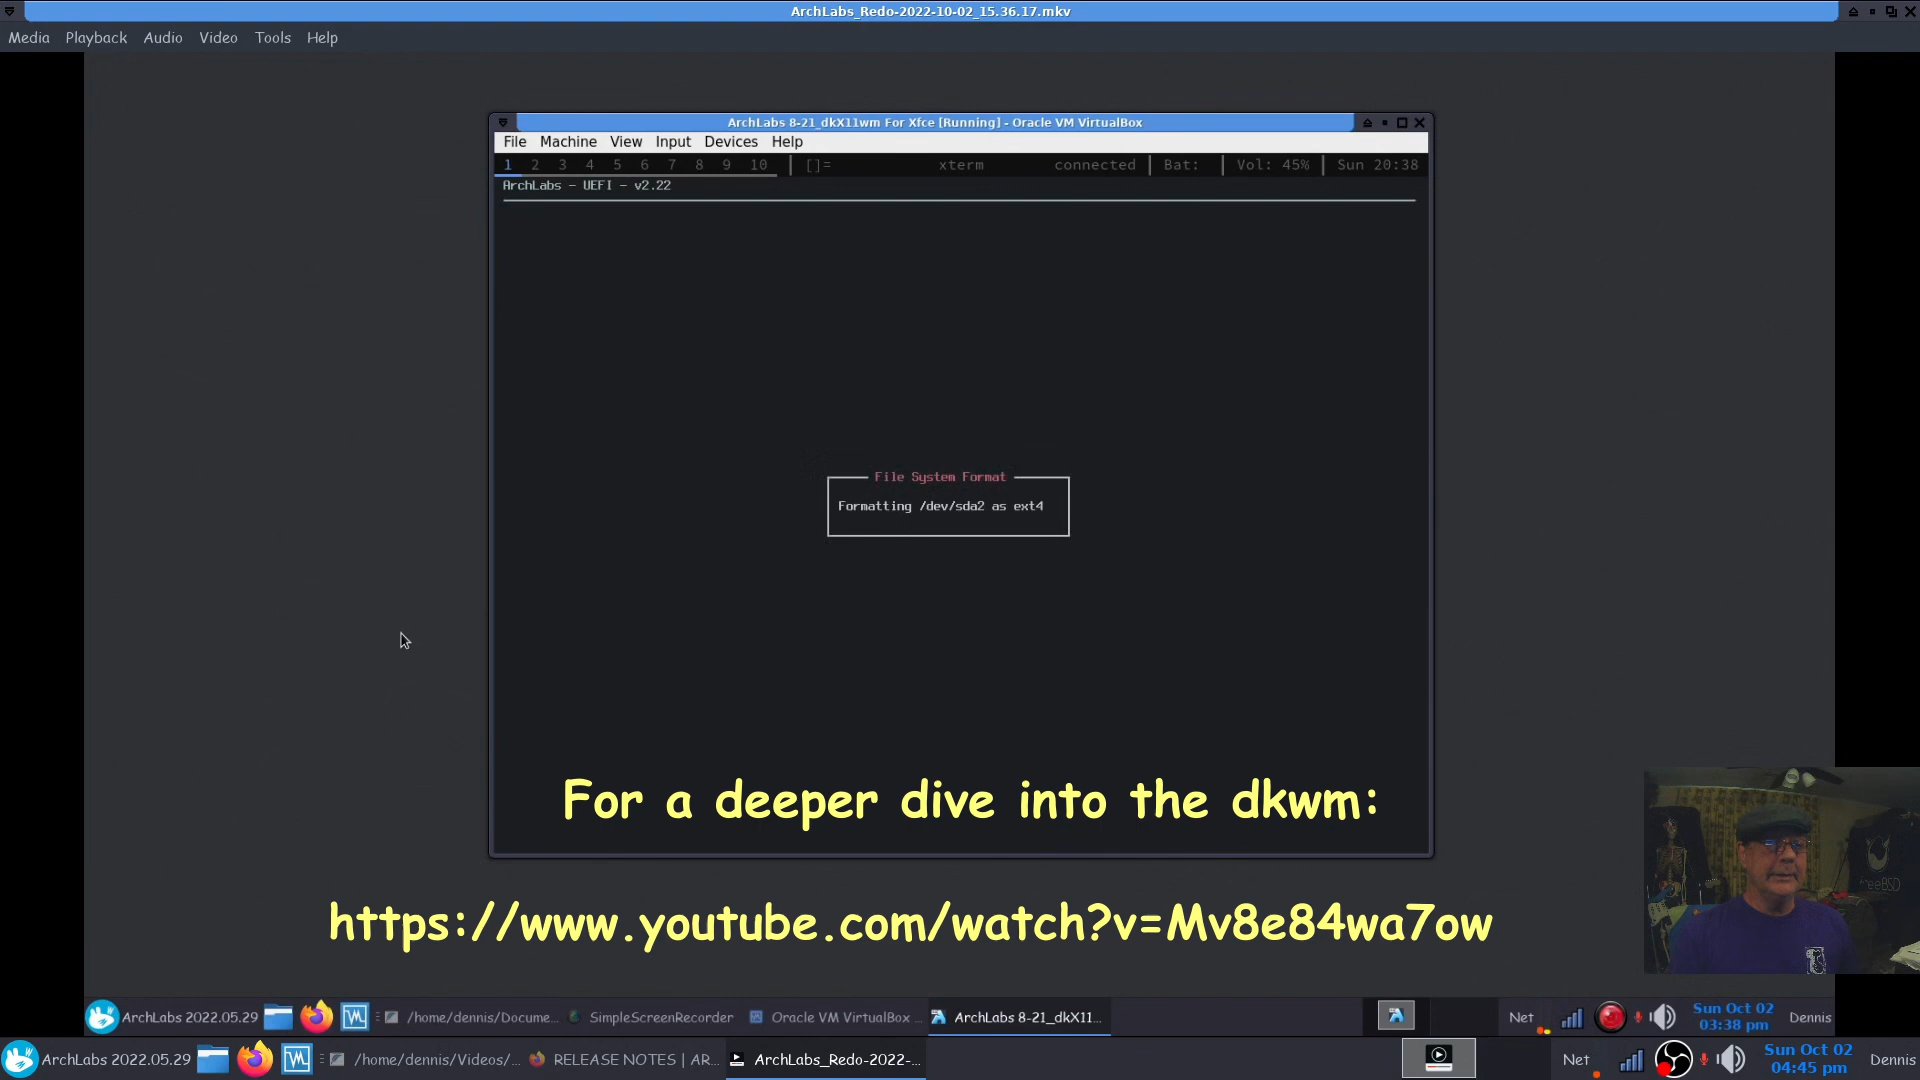 ArchLabs_Redo-2022-10-02_15.36.17.mkv
Media Playback Audio Video Tools Help
ArchLabs 8-21_dkX11wm For Xfce [Running] - Oracle VM VirtualBox
File Machine View Input Devices Help
1 2 3 4 5 6 7 8 9 10 | []= xterm connected | Bat: | Vol: 45% | Sun 20:38
ArchLabs - UEFI - v2.22
File System Format
Formatting /dev/sda2 as ext4
For a deeper dive into the dkwm:
https://www.youtube.com/watch?v=Mv8e84wa7ow
freeBSD
ArchLabs 2022.05.29 /home/dennis/Docume... SimpleScreenRecorder Oracle VM VirtualBox ... ArchLabs 8-21_dkX11... Net Sun Oct 02 03:38 pm Dennis
ArchLabs 2022.05.29 /home/dennis/Videos/... RELEASE NOTES | AR... ArchLabs_Redo-2022-... Net Sun Oct 02 04:45 pm Dennis